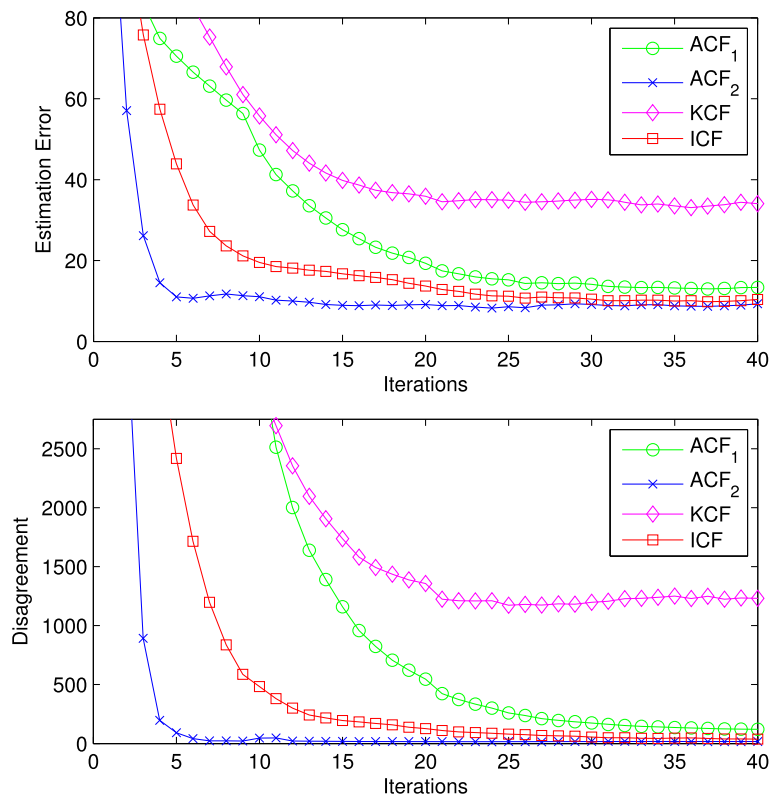 80
60
40
20
0
Estimation Error
0 5 10 15 20 25 30 35 40
Iterations
ACF1
ACF2
KCF
ICF
2500
2000
1500
1000
500
0
Disagreement
0 5 10 15 20 25 30 35 40
Iterations
ACF1
ACF2
KCF
ICF